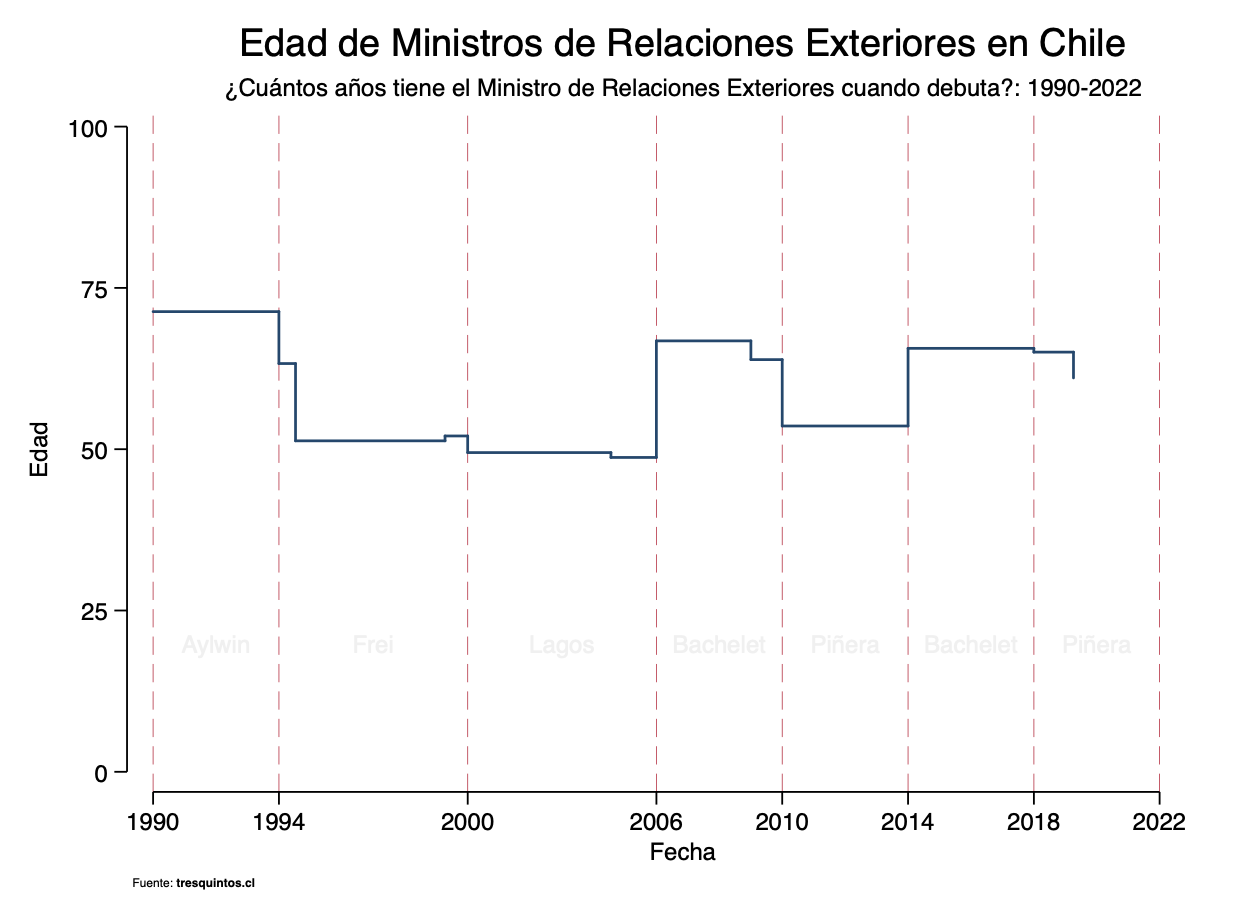 Edad de Ministros de Relaciones Exteriores en Chile
¿Cuántos años tiene el Ministro de Relaciones Exteriores cuando debuta?: 1990-2022
100
75
50
25
0
Edad
Aylwin Frei Lagos Bachelet Piñera Bachelet Piñera
1990 1994 2000 2006 2010 2014 2018 2022
Fecha
Fuente: tresquintos.cl